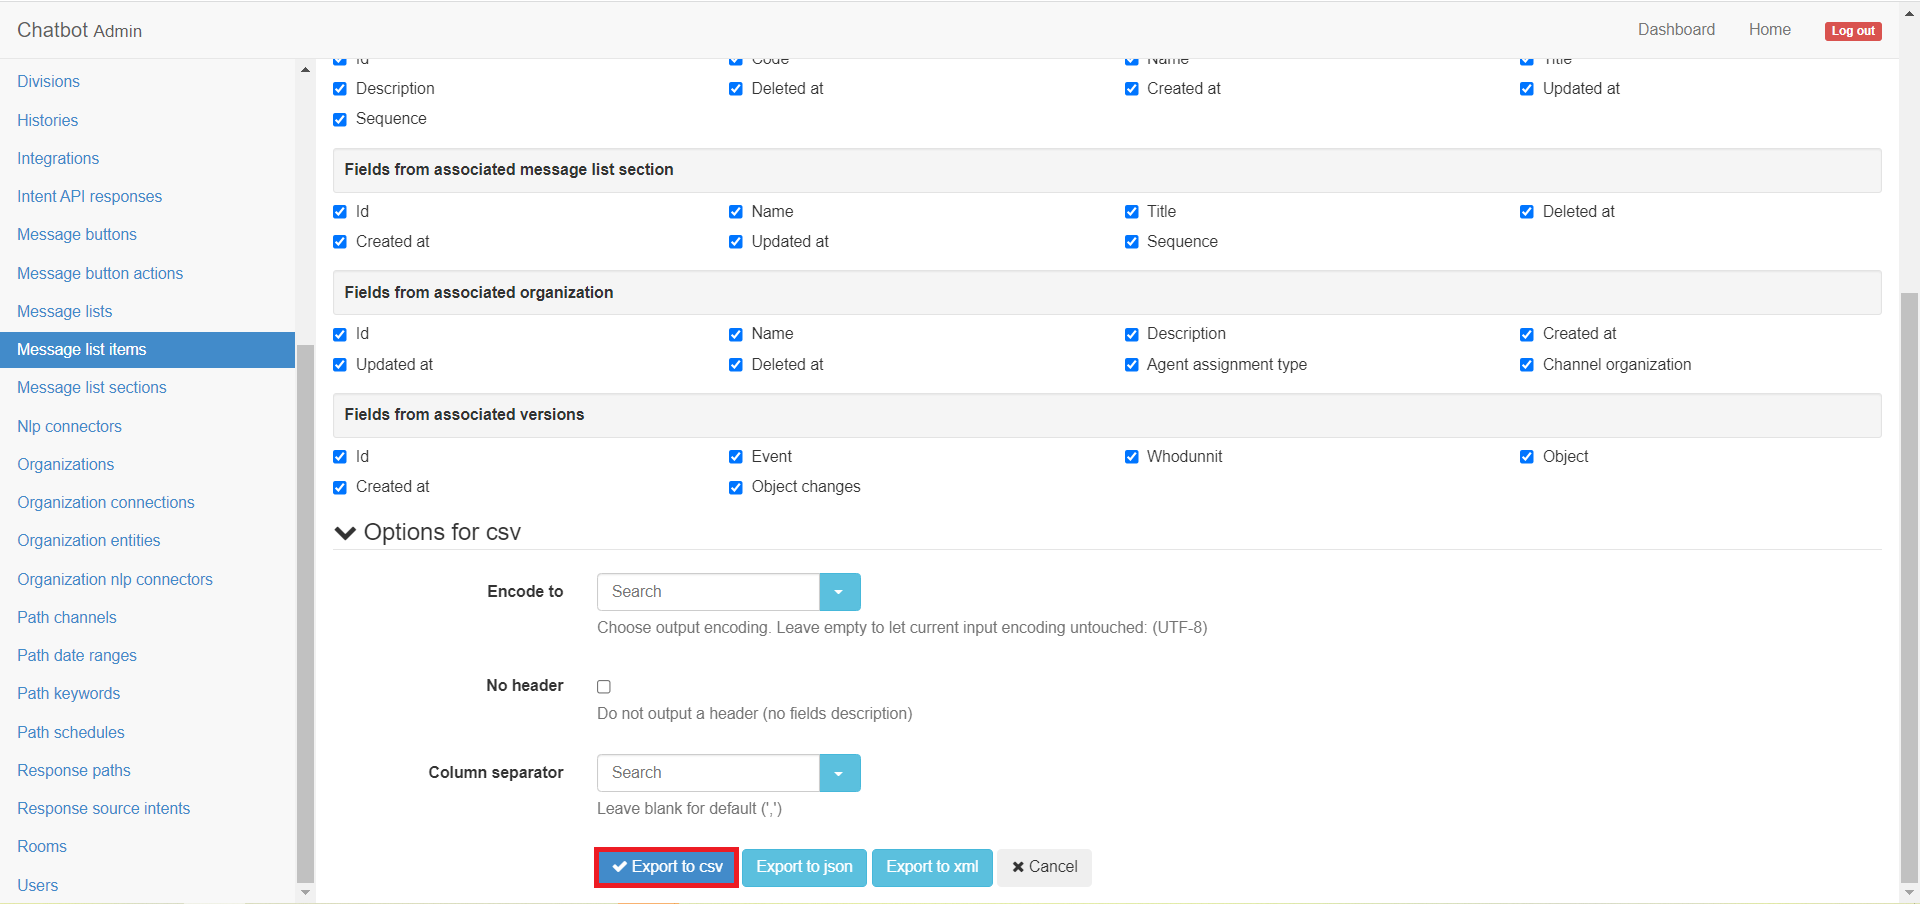 Chatbot Admin
Dashboard Home Log out
Divisions
Histories
Integrations
Intent API responses
Message buttons
Message button actions
Message lists
Message list items
Message list sections
Nlp connectors
Organizations
Organization connections
Organization entities
Organization nlp connectors
Path channels
Path date ranges
Path keywords
Path schedules
Response paths
Response source intents
Rooms
Users
Id Code Name Title
Description Deleted at Created at Updated at
Sequence
Fields from associated message list section
Id Name Title Deleted at
Created at Updated at Sequence
Fields from associated organization
Id Name Description Created at
Updated at Deleted at Agent assignment type Channel organization
Fields from associated versions
Id Event Whodunnit Object
Created at Object changes
Options for csv
Encode to Search
Choose output encoding. Leave empty to let current input encoding untouched: (UTF-8)
No header
Do not output a header (no fields description)
Column separator Search
Leave blank for default (',')
Export to csv Export to json Export to xml Cancel